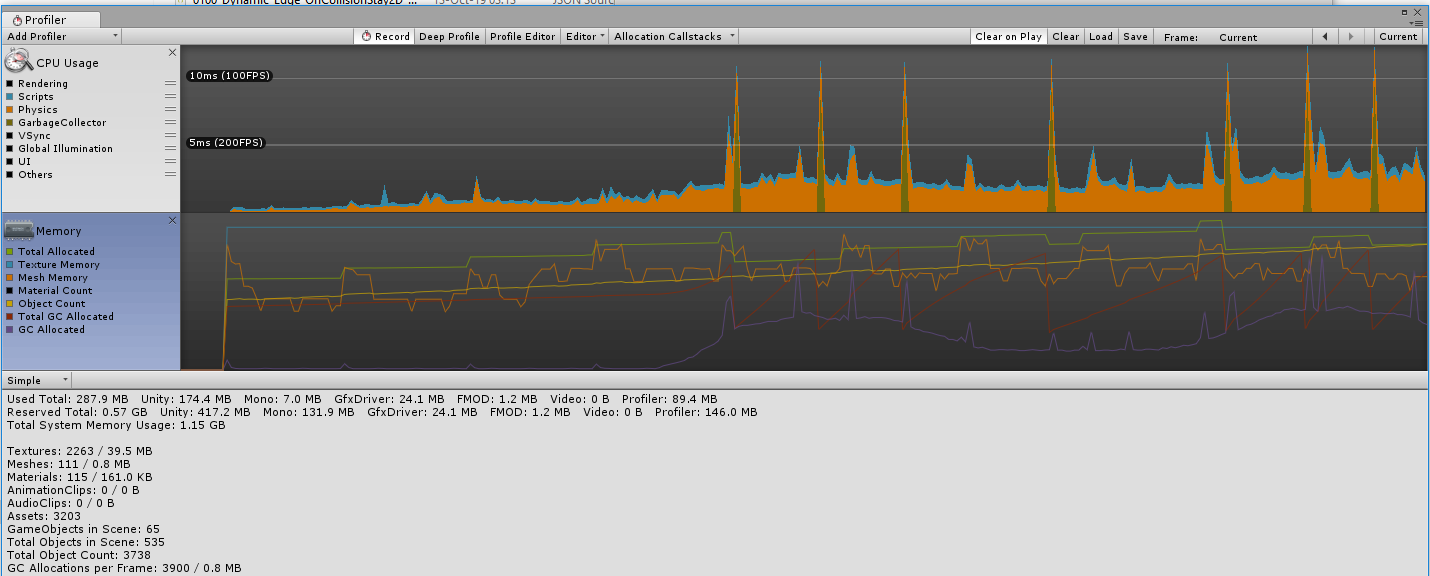 0100 Dynamic Edge OnCollisionStay2D ...
JSON Sourc
Profiler
Add Profiler Record Deep Profile Profile Editor Editor Allocation Callstacks Clear on Play Clear Load Save Frame: Current Current
CPU Usage
Rendering
Scripts
Physics
GarbageCollector
VSync
Global Illumination
UI
Others
10ms (100FPS)
5ms (200FPS)
Memory
Total Allocated
Texture Memory
Mesh Memory
Material Count
Object Count
Total GC Allocated
GC Allocated
Simple
Used Total: 287.9 MB Unity: 174.4 MB Mono: 7.0 MB GfxDriver: 24.1 MB FMOD: 1.2 MB Video: 0 B Profiler: 89.4 MB
Reserved Total: 0.57 GB Unity: 417.2 MB Mono: 131.9 MB GfxDriver: 24.1 MB FMOD: 1.2 MB Video: 0 B Profiler: 146.0 MB
Total System Memory Usage: 1.15 GB
Textures: 2263 / 39.5 MB
Meshes: 111 / 0.8 MB
Materials: 115 / 161.0 KB
AnimationClips: 0 / 0 B
AudioClips: 0 / 0 B
Assets: 3203
GameObjects in Scene: 65
Total Objects in Scene: 535
Total Object Count: 3738
GC Allocations per Frame: 3900 / 0.8 MB